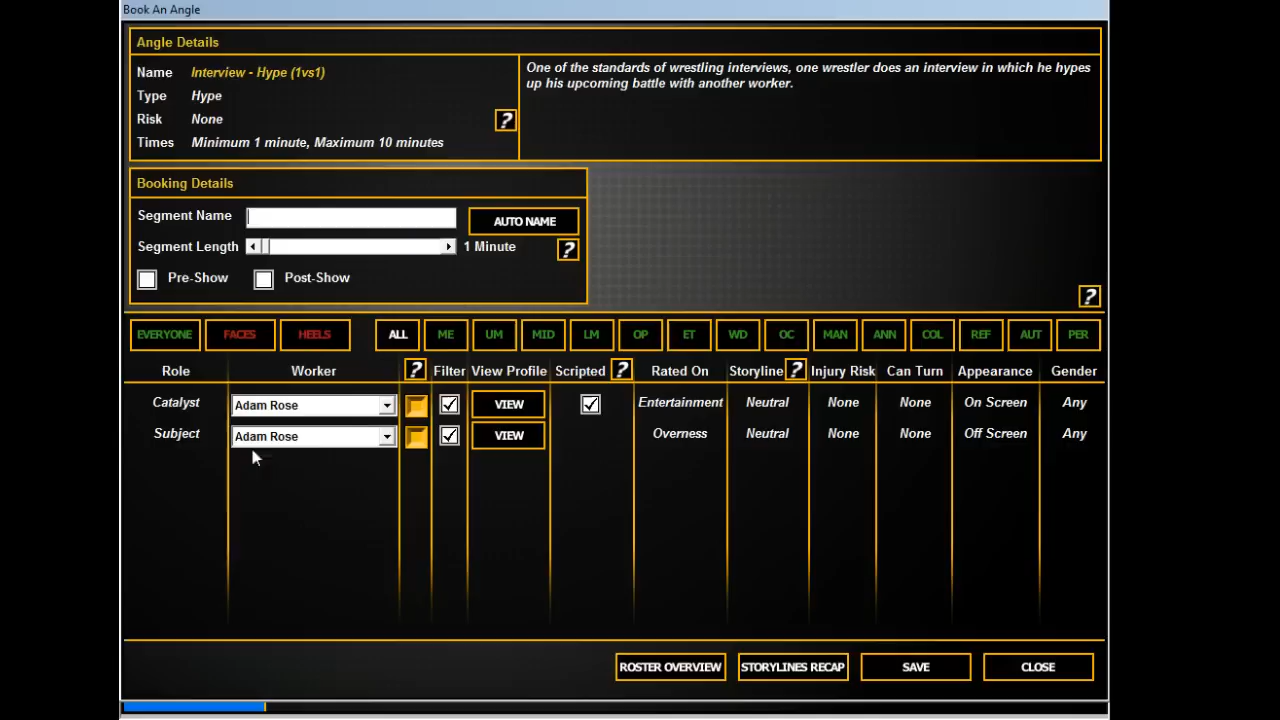 Book An Angle
Angle Details
Name Interview - Hype (1vs1)
Type Hype
Risk None
?
Times Minimum 1 minute, Maximum 10 minutes
One of the standards of wrestling interviews, one wrestler does an interview in which he hypes
up his upcoming battle with another worker.
Booking Details
Segment Name
AUTO NAME
Segment Length 1 Minute ?
Pre-Show Post-Show
?
EVERYONE FACES HEELS ALL ME UM MID LM OP ET WD OC MAN ANN COL REF AUT PER
Role Worker ? Filter View Profile Scripted ? Rated On Storyline ? Injury Risk Can Turn Appearance Gender
Catalyst Adam Rose VIEW Entertainment Neutral None None On Screen Any
Subject Adam Rose VIEW Overness Neutral None None Off Screen Any
ROSTER OVERVIEW STORYLINES RECAP SAVE CLOSE